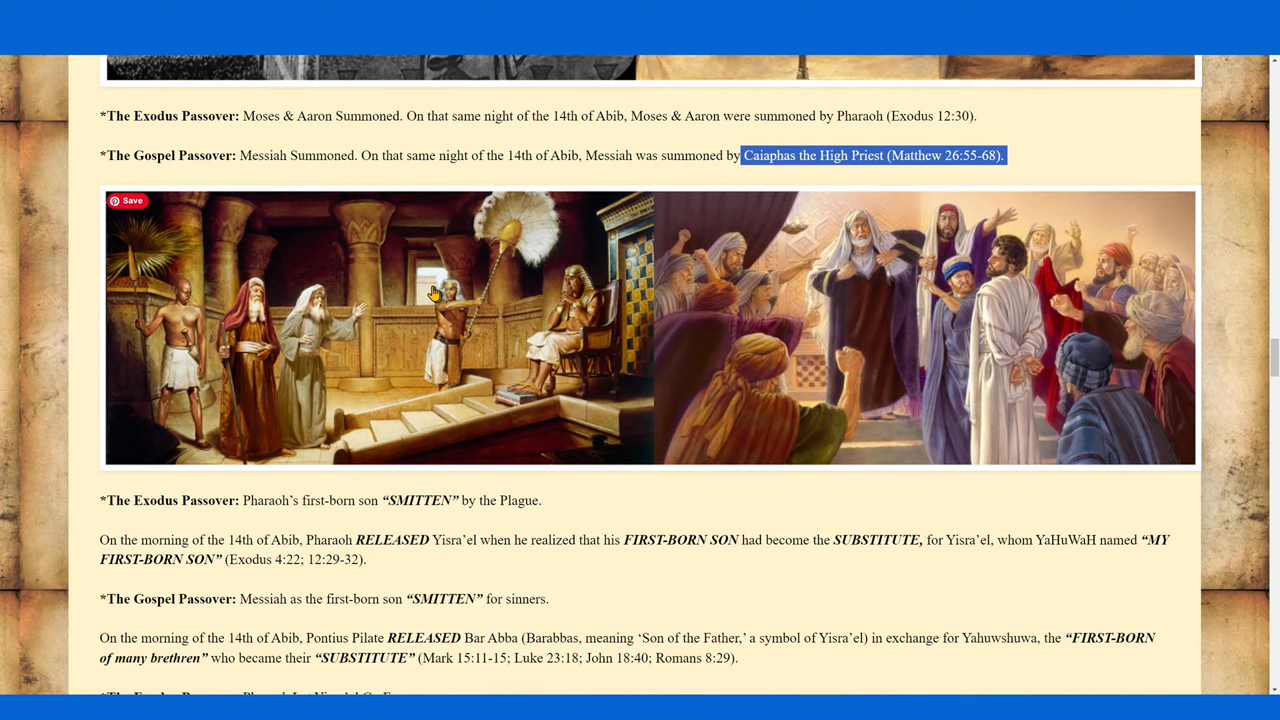 *The Exodus Passover: Moses & Aaron Summoned. On that same night of the 14th of Abib, Moses & Aaron were summoned by Pharaoh (Exodus 12:30).
*The Gospel Passover: Messiah Summoned. On that same night of the 14th of Abib, Messiah was summoned by Caiaphas the High Priest (Matthew 26:55-68).
Save
*The Exodus Passover: Pharaoh’s first-born son “SMITTEN” by the Plague.
On the morning of the 14th of Abib, Pharaoh RELEASED Yisra’el when he realized that his FIRST-BORN SON had become the SUBSTITUTE, for Yisra’el, whom YaHuWaH named “MY
FIRST-BORN SON” (Exodus 4:22; 12:29-32).
*The Gospel Passover: Messiah as the first-born son “SMITTEN” for sinners.
On the morning of the 14th of Abib, Pontius Pilate RELEASED Bar Abba (Barabbas, meaning ‘Son of the Father,’ a symbol of Yisra’el) in exchange for Yahuwshuwa, the “FIRST-BORN
of many brethren” who became their “SUBSTITUTE” (Mark 15:11-15; Luke 23:18; John 18:40; Romans 8:29).